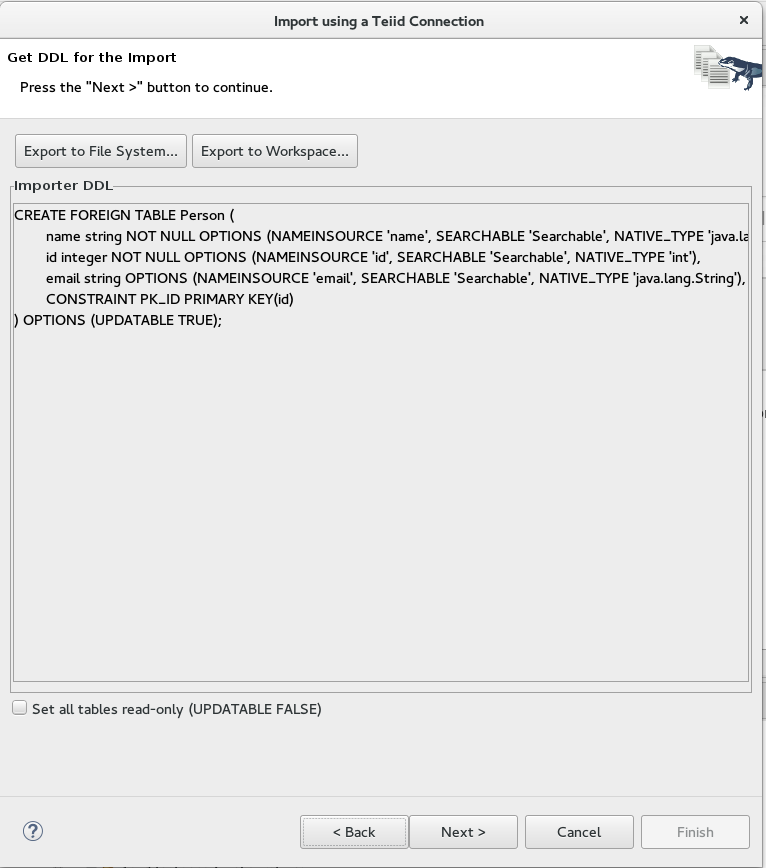 Import using a Teiid Connection
Get DDL for the Import
Press the "Next >" button to continue.
Export to File System...
Export to Workspace...
Importer DDL
CREATE FOREIGN TABLE Person (
name string NOT NULL OPTIONS (NAMEINSOURCE 'name', SEARCHABLE 'Searchable', NATIVE_TYPE 'java.la
id integer NOT NULL OPTIONS (NAMEINSOURCE 'id', SEARCHABLE 'Searchable', NATIVE_TYPE 'int'),
email string OPTIONS (NAMEINSOURCE 'email', SEARCHABLE 'Searchable', NATIVE_TYPE 'java.lang.String'),
CONSTRAINT PK_ID PRIMARY KEY(id)
) OPTIONS (UPDATABLE TRUE);
Set all tables read-only (UPDATABLE FALSE)
< Back
Next >
Cancel
Finish